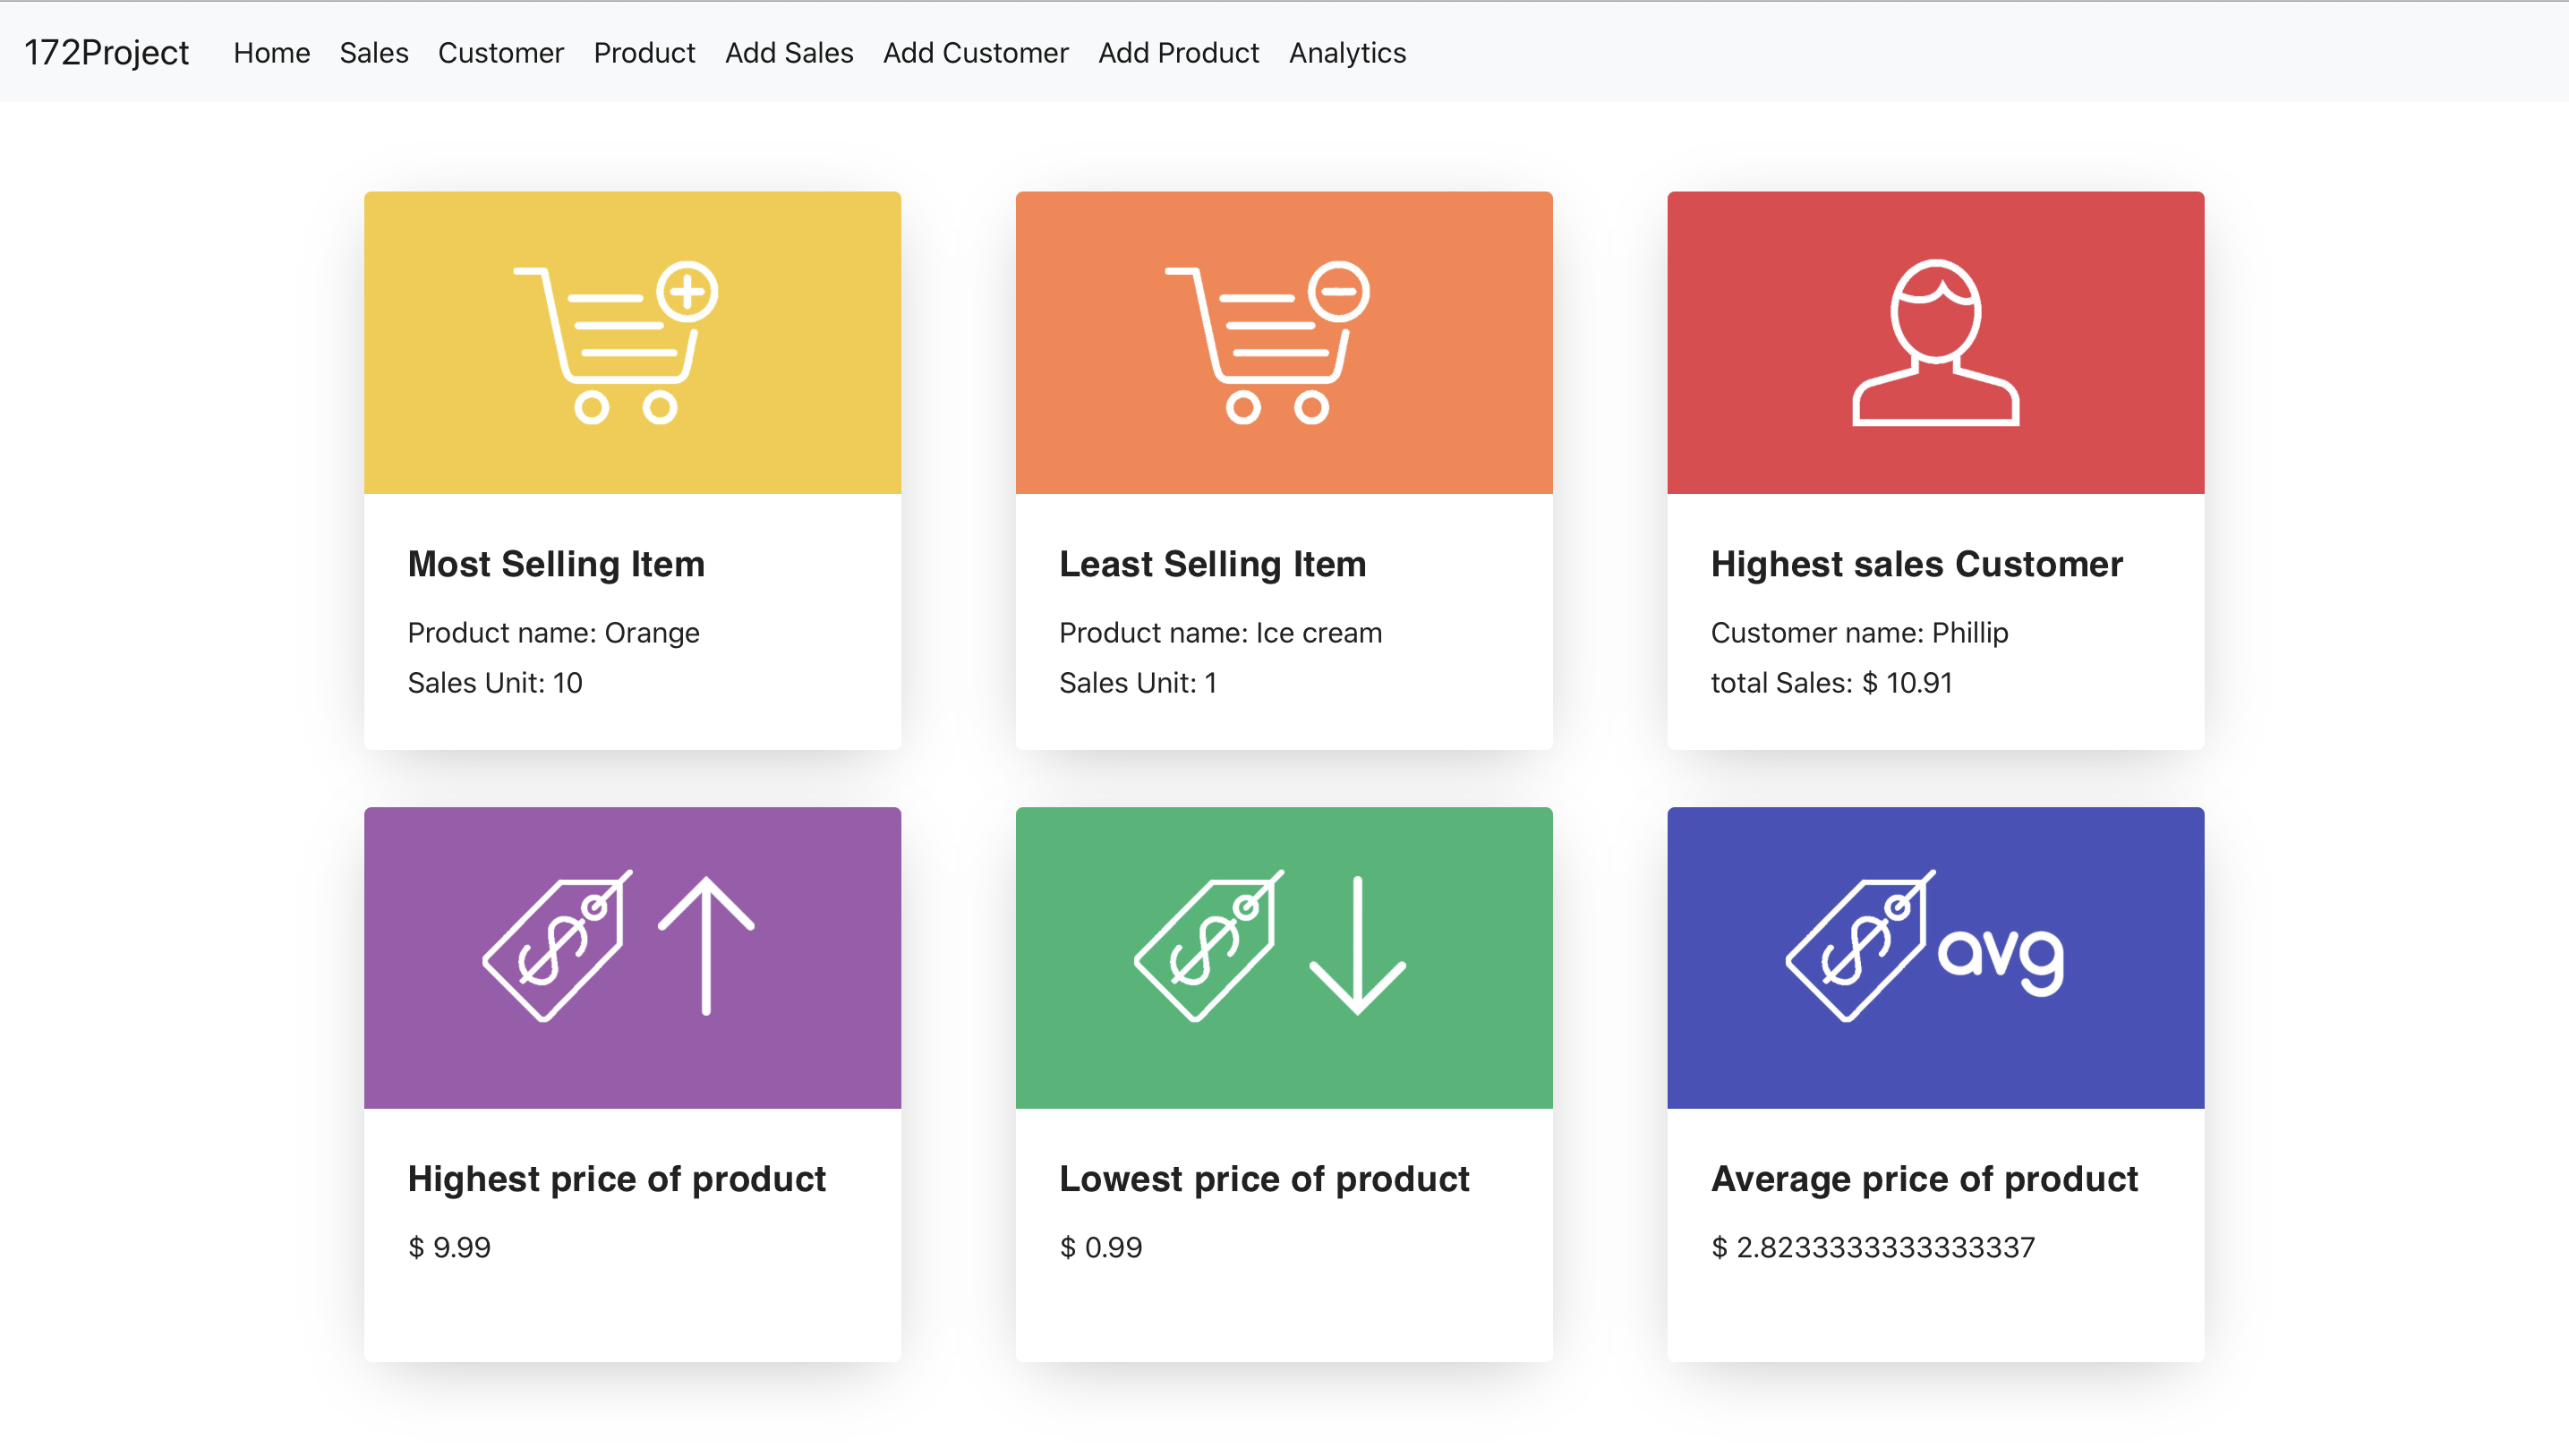 172Project Home Sales Customer Product Add Sales Add Customer Add Product Analytics
Most Selling Item
Product name: Orange
Sales Unit: 10
Least Selling Item
Product name: Ice cream
Sales Unit: 1
Highest sales Customer
Customer name: Phillip
total Sales: $ 10.91
$
Highest price of product
$ 9.99
$
Lowest price of product
$ 0.99
$ avg
Average price of product
$ 2.8233333333333337